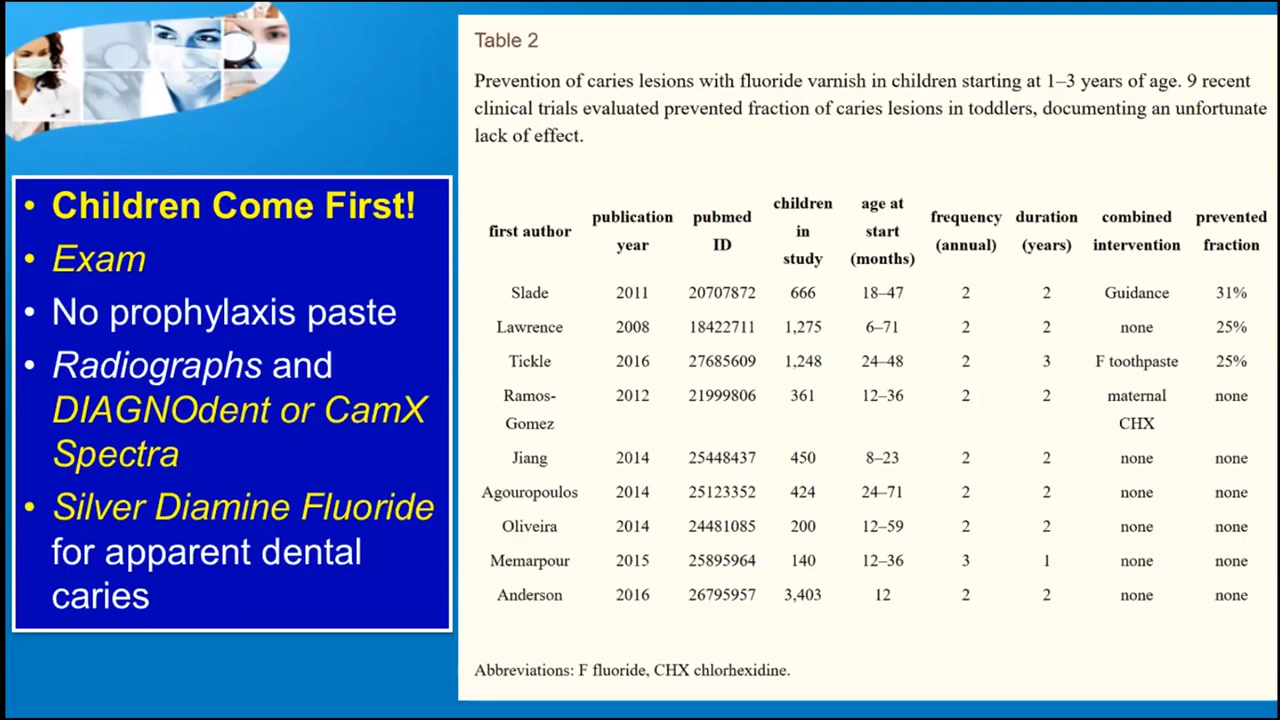 • Children Come First!
• Exam
• No prophylaxis paste
• Radiographs and
DIAGNOdent or CamX
Spectra
• Silver Diamine Fluoride
for apparent dental
caries
Table 2
Prevention of caries lesions with fluoride varnish in children starting at 1–3 years of age. 9 recent
clinical trials evaluated prevented fraction of caries lesions in toddlers, documenting an unfortunate
lack of effect.
first author publication year pubmed ID children in study age at start (months) frequency (annual) duration (years) combined intervention prevented fraction
Slade 2011 20707872 666 18–47 2 2 Guidance 31%
Lawrence 2008 18422711 1,275 6–71 2 2 none 25%
Tickle 2016 27685609 1,248 24–48 2 3 F toothpaste 25%
Ramos- 2012 21999806 361 12–36 2 2 maternal none
Gomez CHX
Jiang 2014 25448437 450 8–23 2 2 none none
Agouropoulos 2014 25123352 424 24–71 2 2 none none
Oliveira 2014 24481085 200 12–59 2 2 none none
Memarpour 2015 25895964 140 12–36 3 1 none none
Anderson 2016 26795957 3,403 12 2 2 none none
Abbreviations: F fluoride, CHX chlorhexidine.